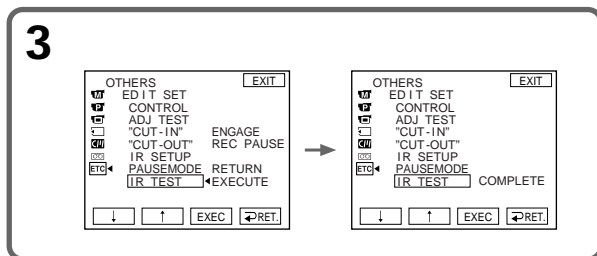 3
OTHERS EXIT
EDIT SET
CONTROL
ADJ TEST
"CUT-IN" ENGAGE
"CUT-OUT" REC PAUSE
IR SETUP
ETC PAUSEMODE RETURN
IR TEST EXECUTE
↓ ↑ EXEC RET.
OTHERS EXIT
EDIT SET
CONTROL
ADJ TEST
"CUT-IN"
"CUT-OUT"
IR SETUP
ETC PAUSEMODE
IR TEST COMPLETE
↓ ↑ EXEC RET.